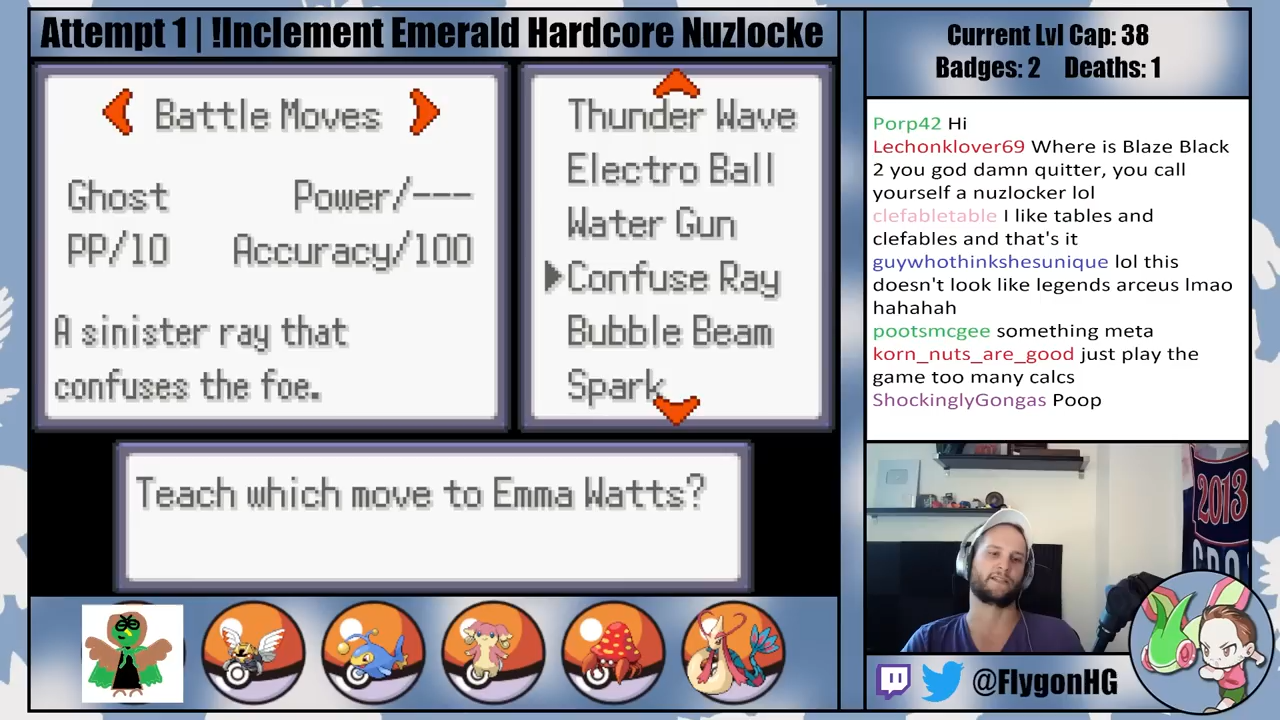 Attempt 1 | !Inclement Emerald Hardcore Nuzlocke
Battle Moves
Ghost Power/---
PP/10 Accuracy/100
A sinister ray that
confuses the foe.
Thunder Wave
Electro Ball
Water Gun
Confuse Ray
Bubble Beam
Spark
Teach which move to Emma Watts?
Current Lvl Cap: 38
Badges: 2 Deaths: 1
Porp42 Hi
Lechonklover69 Where is Blaze Black
2 you god damn quitter, you call
yourself a nuzlocker lol
clefabletable I like tables and
clefables and that's it
guywhothinkshesunique lol this
doesn't look like legends arceus lmao
hahahah
pootsmcgee something meta
korn_nuts_are_good just play the
game too many calcs
ShockinglyGongas Poop
2013
@FlygonHG